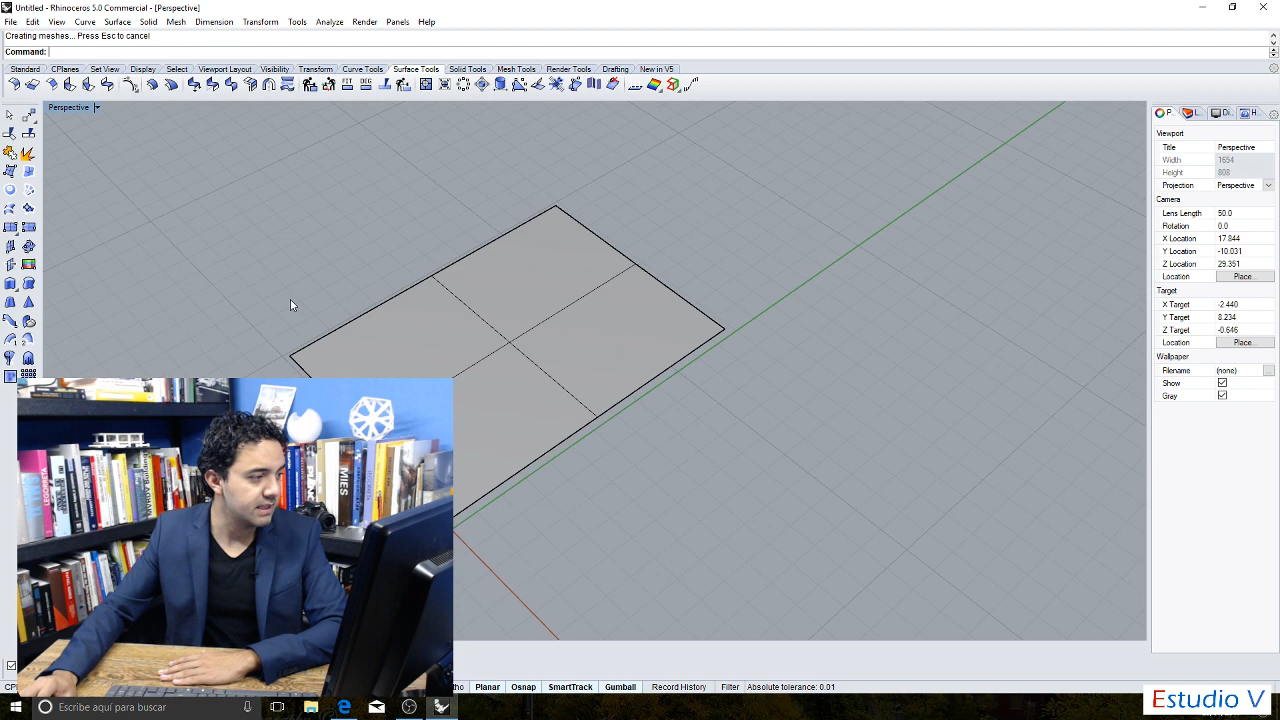 Untitled - Rhinoceros 5.0 Commercial - [Perspective]
File Edit View Curve Surface Solid Mesh Dimension Transform Tools Analyze Render Panels Help
Creating meshes... Press Esc to cancel
Command:
Standard CPlanes Set View Display Select Viewport Layout Visibility Transform Curve Tools Surface Tools Solid Tools Mesh Tools Render Tools Drafting New in V5
FIT DEV
Perspective
Viewport
Title Perspective
Width 1654
Height 808
Projection Perspective
Camera
Lens Length 50.0
Rotation 0.0
X Location 17.844
Y Location -10.031
Z Location 29.351
Location Place...
Target
X Target -2.440
Y Target 8.234
Z Target -0.646
Location Place...
Wallpaper
Filename (none) ...
Show
Gray
MIES
Planar Osnap SmartTrack Gumball Record History Filter Absolute tolerance: 0.01
Escribe aquí para buscar
Estudio V